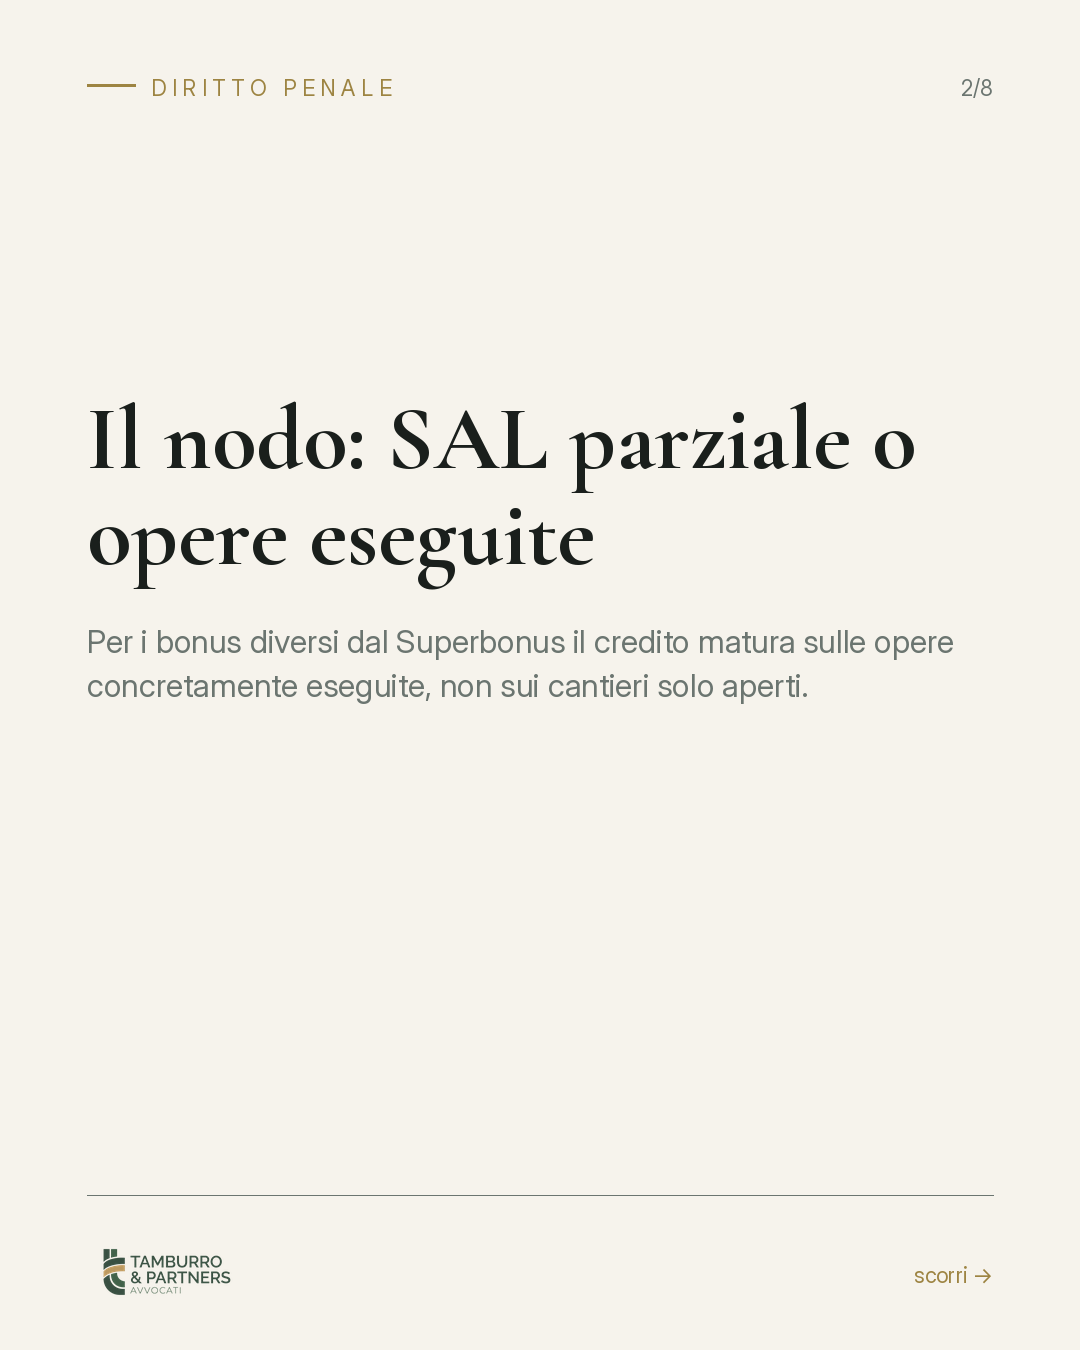 DIRITTO PENALE
2/8
Il nodo: SAL parziale o
opere eseguite
Per i bonus diversi dal Superbonus il credito matura sulle opere
concretamente eseguite, non sui cantieri solo aperti.
TAMBURRO
& PARTNERS
AVVOCATI
scorri →